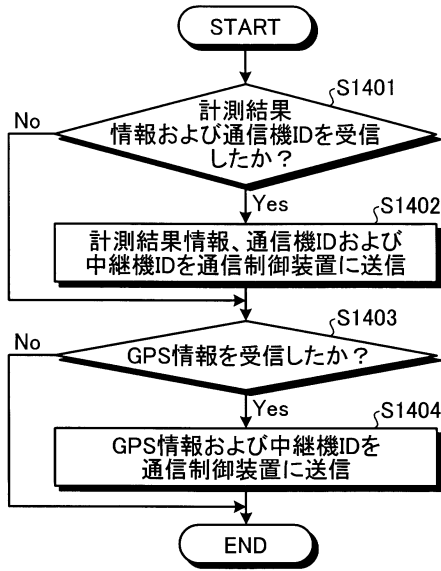 START
S1401
計測結果
情報および通信機IDを受信
したか？
No
Yes
S1402
計測結果情報、通信機IDおよび
中継機IDを通信制御装置に送信
S1403
GPS情報を受信したか？
No
Yes
S1404
GPS情報および中継機IDを
通信制御装置に送信
END